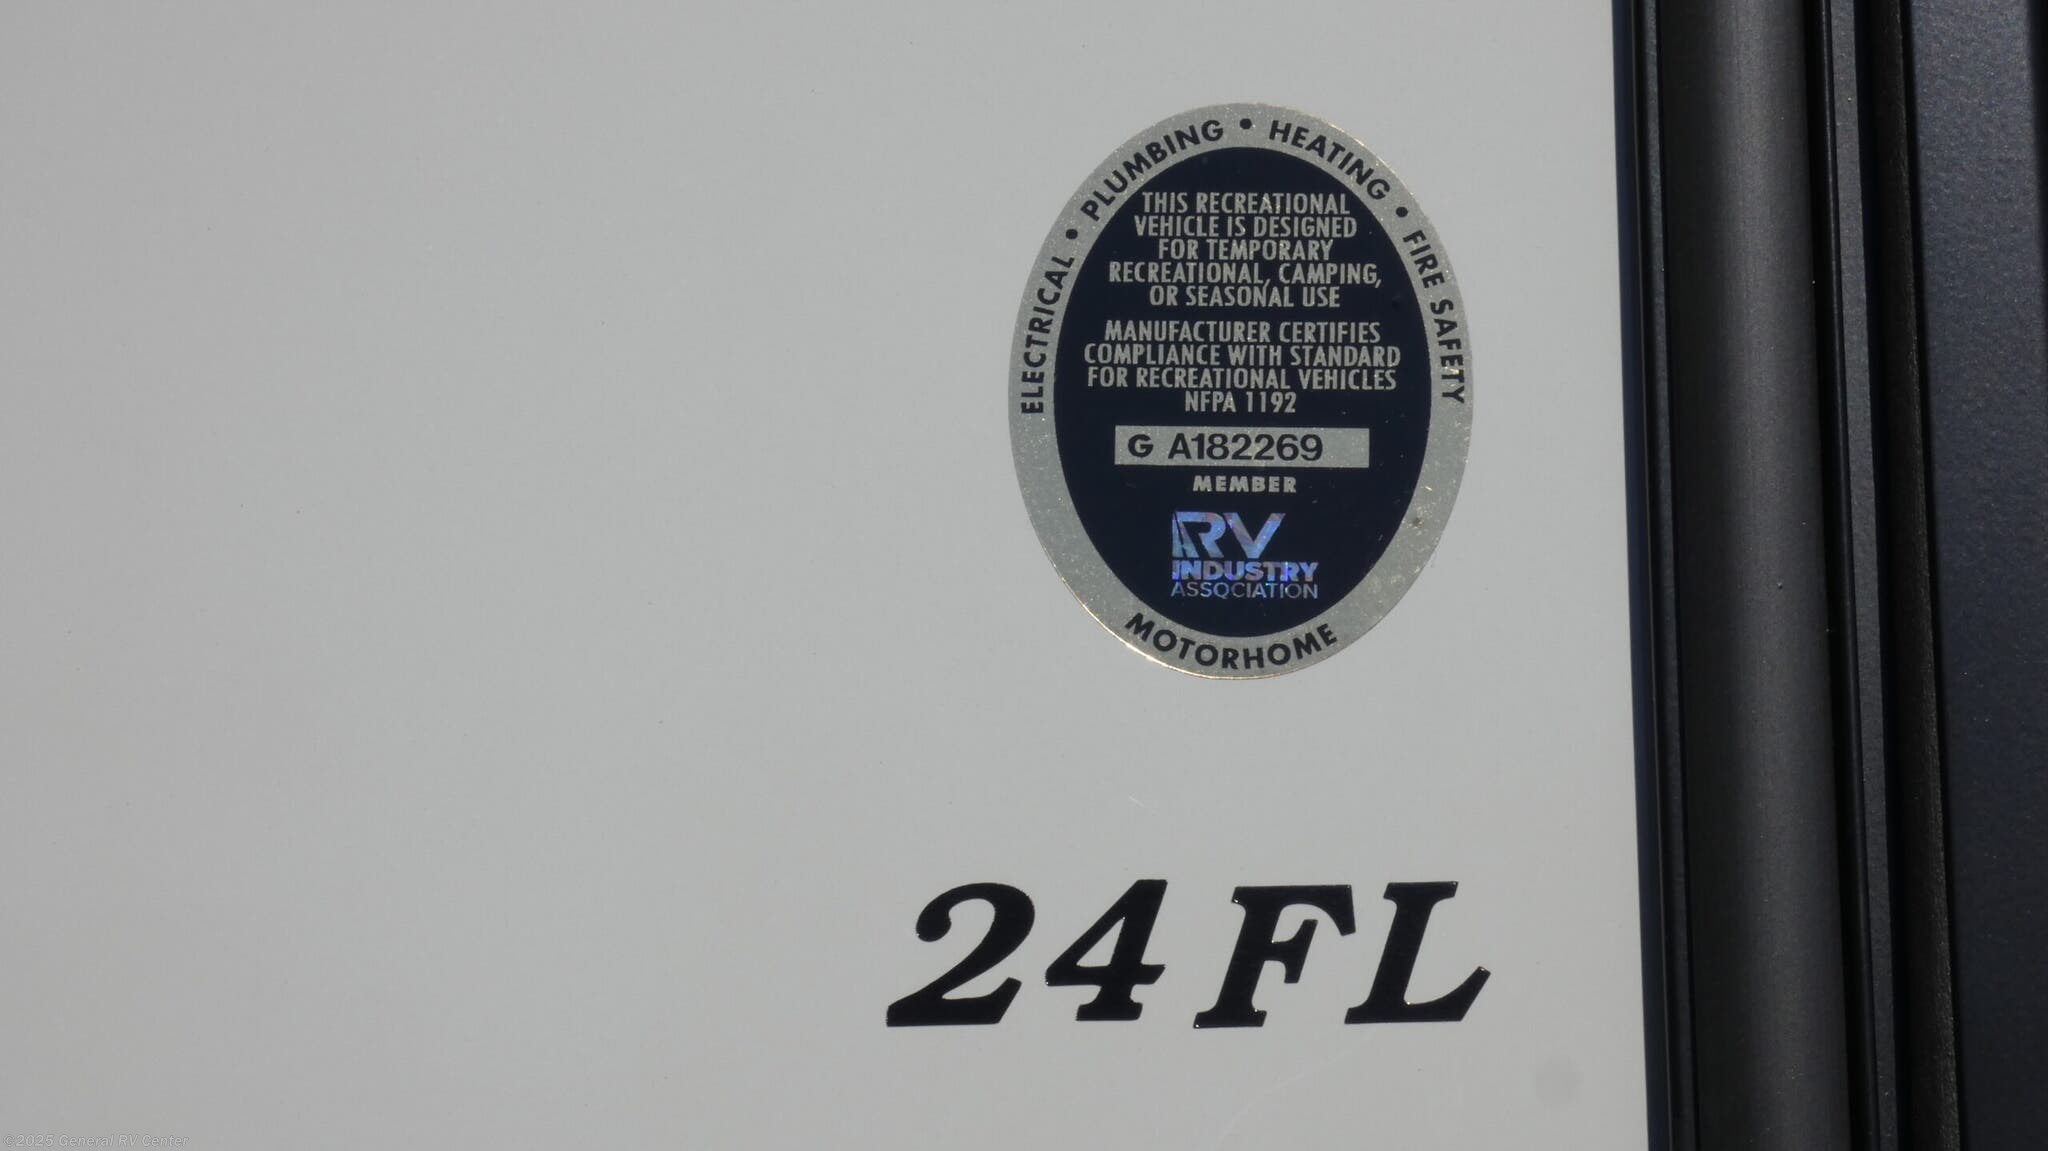 ELECTRICAL • PLUMBING • HEATING • FIRE SAFETY
THIS RECREATIONAL
VEHICLE IS DESIGNED
FOR TEMPORARY
RECREATIONAL, CAMPING,
OR SEASONAL USE
MANUFACTURER CERTIFIES
COMPLIANCE WITH STANDARD
FOR RECREATIONAL VEHICLES
NFPA 1192
G A182269
MEMBER
RV
INDUSTRY
ASSOCIATION
MOTORHOME
24FL
©2025 General RV Center